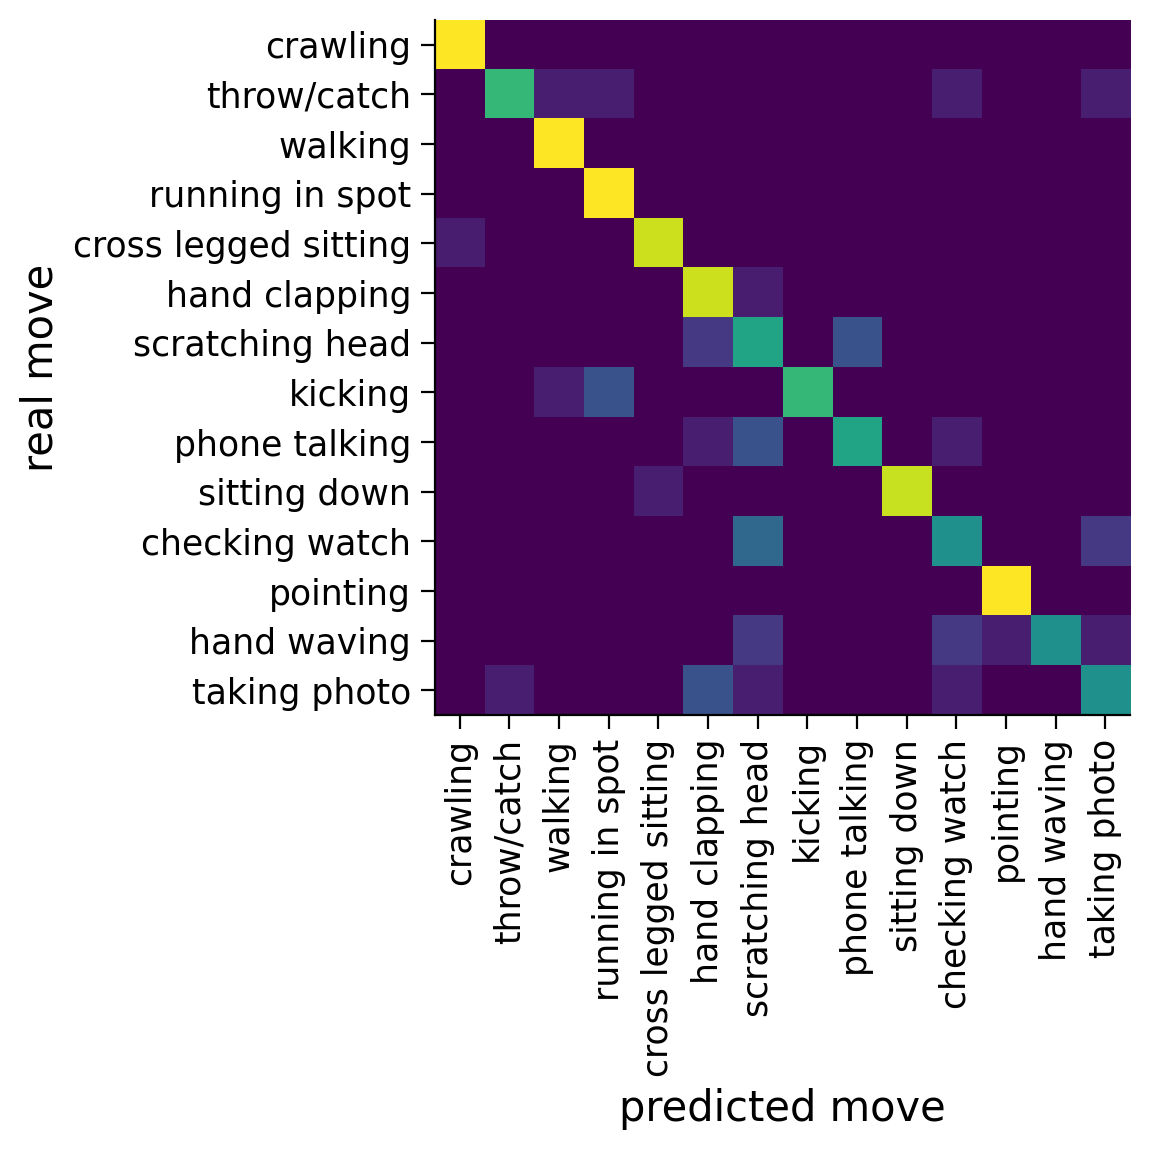 crawling
throw/catch
walking
running in spot
cross legged sitting
hand clapping
scratching head
kicking
phone talking
sitting down
checking watch
pointing
hand waving
taking photo
real move
crawling
throw/catch
walking
running in spot
cross legged sitting
hand clapping
scratching head
kicking
phone talking
sitting down
checking watch
pointing
hand waving
taking photo
predicted move